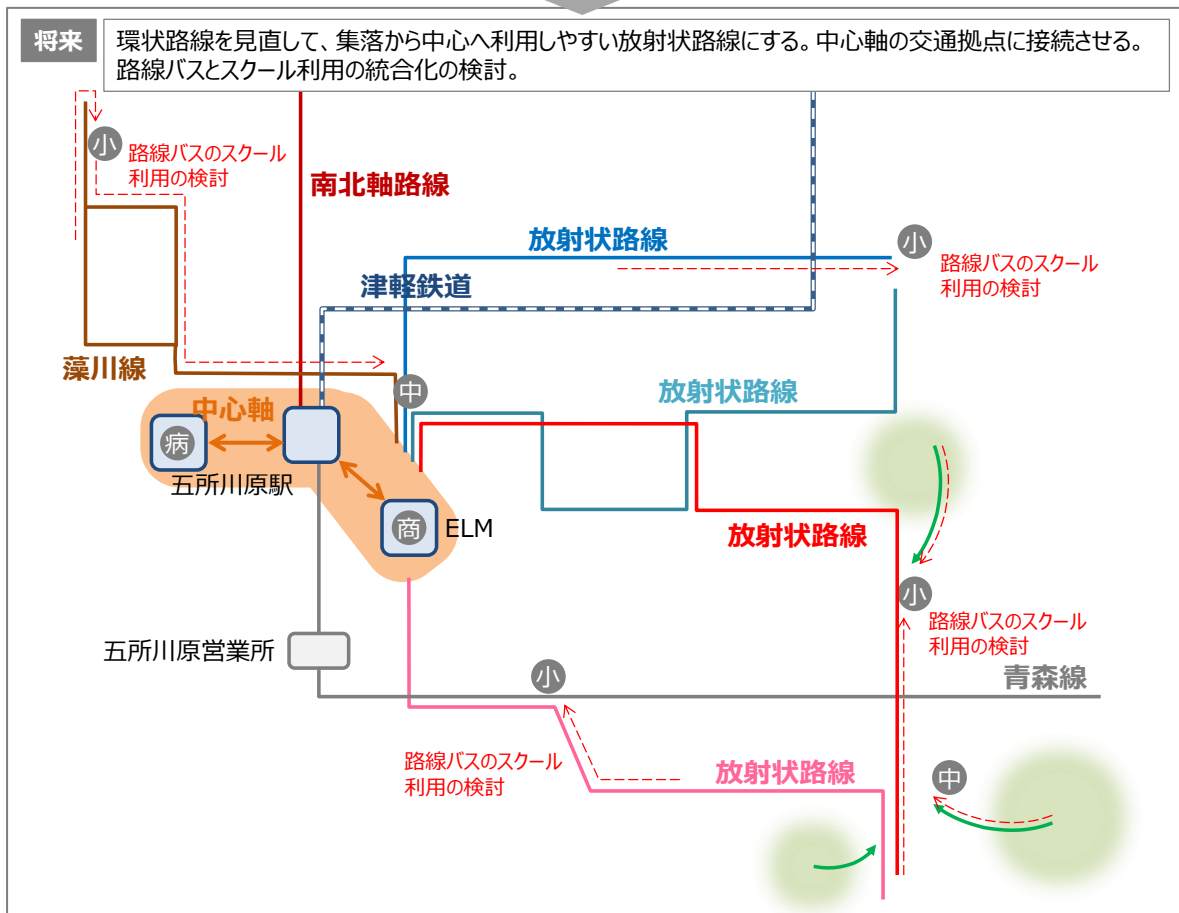 将来
環状路線を見直して、集落から中心へ利用しやすい放射状路線にする。中心軸の交通拠点に接続させる。
路線バスとスクール利用の統合化の検討。
小
路線バスのスクール
利用の検討
南北軸路線
放射状路線
小
路線バスのスクール
利用の検討
津軽鉄道
藻川線
中
放射状路線
中心軸
病
五所川原駅
商
ELM
放射状路線
小
路線バスのスクール
利用の検討
五所川原営業所
小
青森線
路線バスのスクール
利用の検討
放射状路線
中